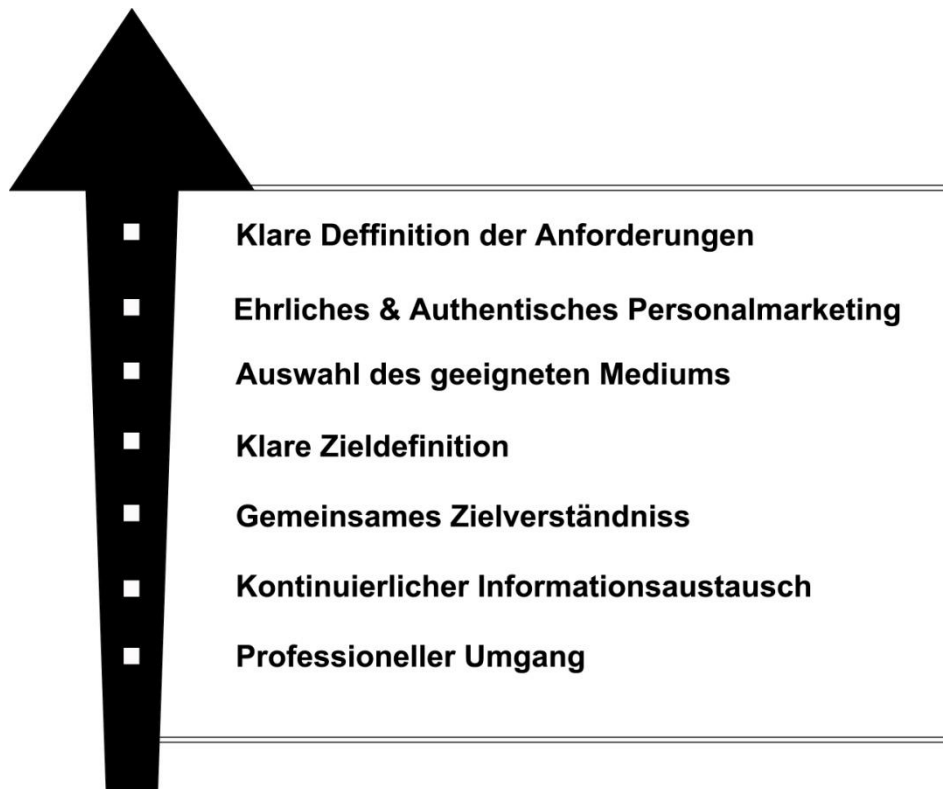 Klare Deffinition der Anforderungen
Ehrliches & Authentisches Personalmarketing
Auswahl des geeigneten Mediums
Klare Zieldefinition
Gemeinsames Zielverständniss
Kontinuierlicher Informationsaustausch
Professioneller Umgang